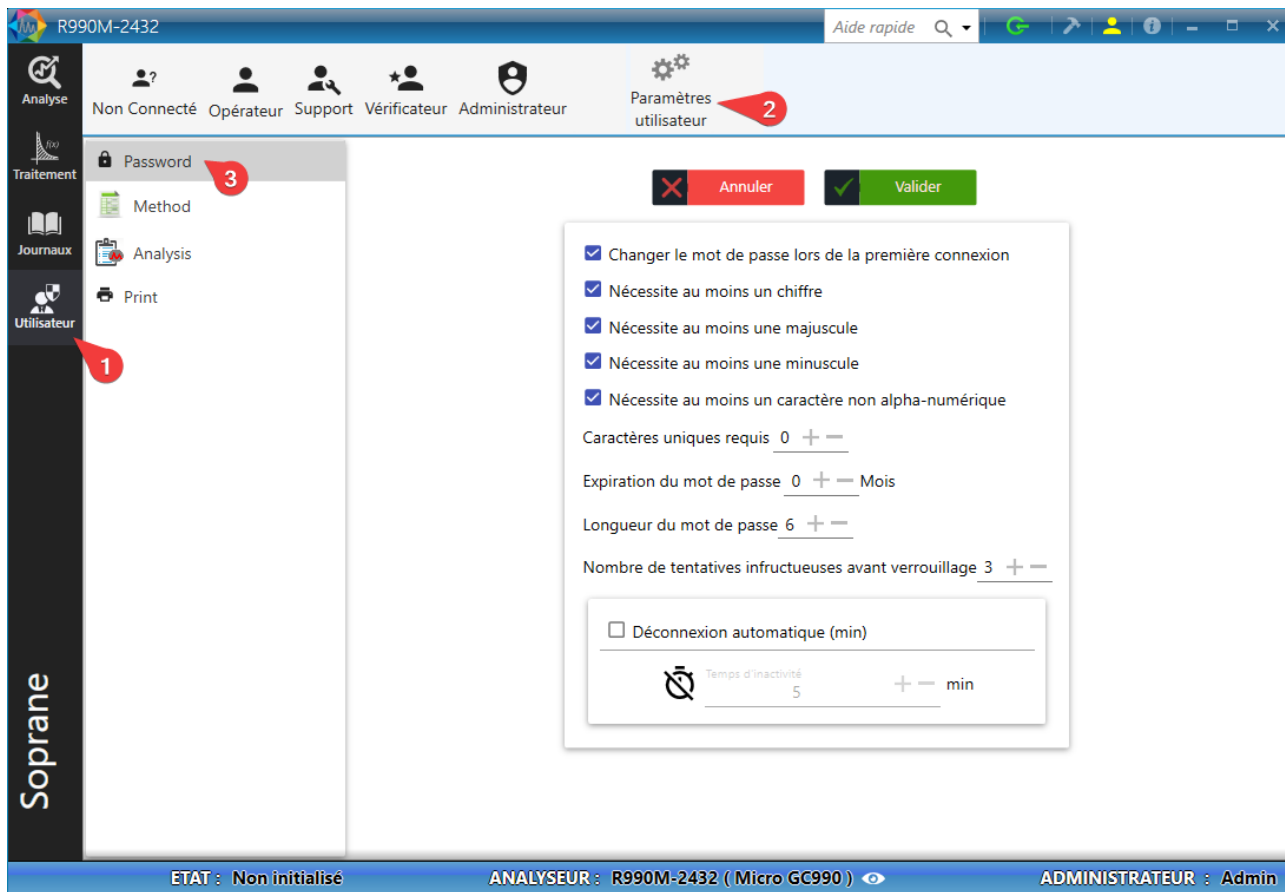 R990M-2432
Aide rapide
Analyse
Traitement
Journaux
Utilisateur
1
Soprane
Non Connecté
Opérateur
Support
Vérificateur
Administrateur
Paramètres
utilisateur
2
Password
3
Method
Analysis
Print
Annuler
Valider
Changer le mot de passe lors de la première connexion
Nécessite au moins un chiffre
Nécessite au moins une majuscule
Nécessite au moins une minuscule
Nécessite au moins un caractère non alpha-numérique
Caractères uniques requis 0
Expiration du mot de passe 0 Mois
Longueur du mot de passe 6
Nombre de tentatives infructueuses avant verrouillage 3
Déconnexion automatique (min)
Temps d'inactivité
5 min
ETAT : Non initialisé
ANALYSEUR : R990M-2432 ( Micro GC990 )
ADMINISTRATEUR : Admin